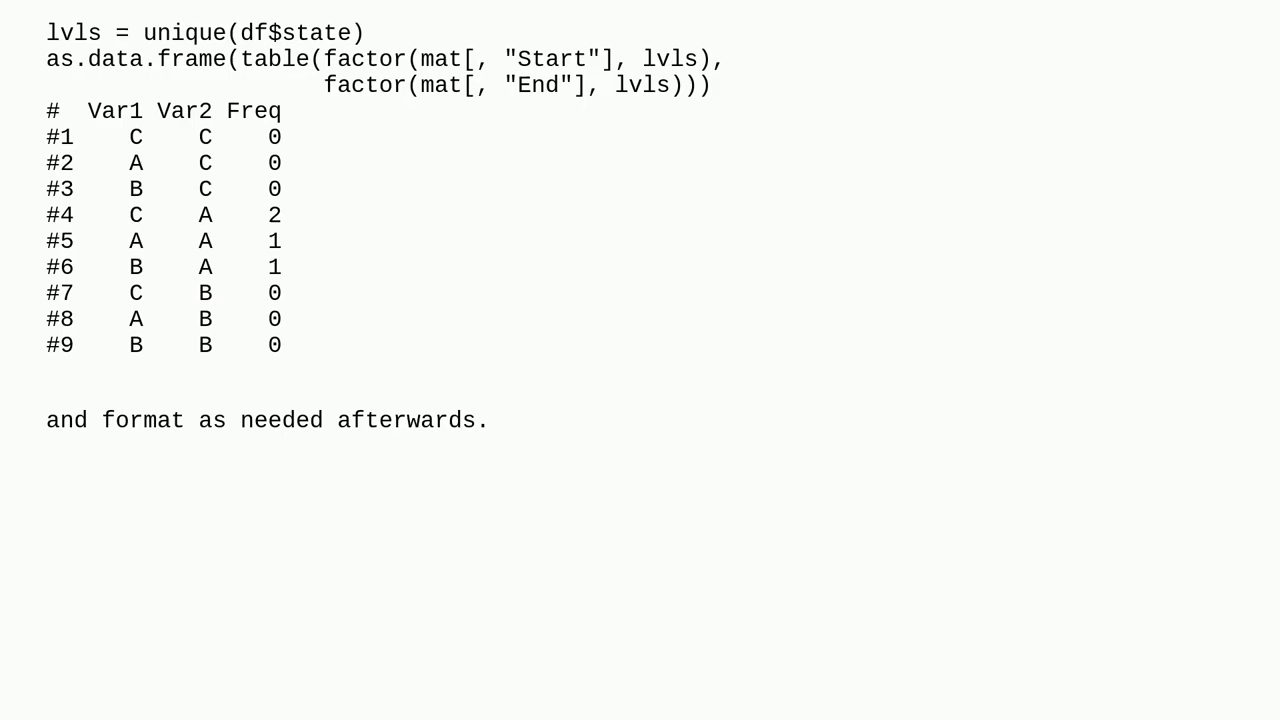 lvls = unique(df$state)
as.data.frame(table(factor(mat[, "Start"], lvls),
                    factor(mat[, "End"], lvls)))
#  Var1 Var2 Freq
#1    C    C    0
#2    A    C    0
#3    B    C    0
#4    C    A    2
#5    A    A    1
#6    B    A    1
#7    C    B    0
#8    A    B    0
#9    B    B    0
and format as needed afterwards.